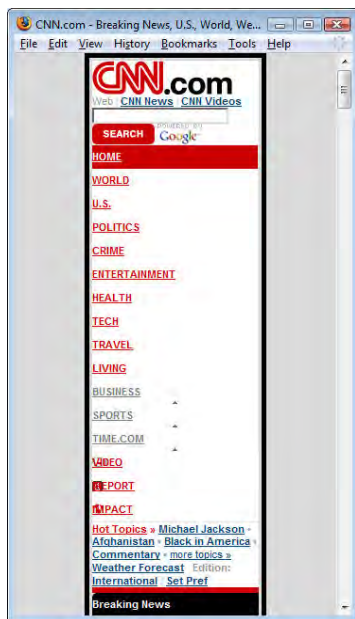 CNN.com - Breaking News, U.S., World, We...
File Edit View History Bookmarks Tools Help
CNN.com
Web | CNN News | CNN Videos
SEARCH POWERED BY Google
HOME
WORLD
U.S.
POLITICS
CRIME
ENTERTAINMENT
HEALTH
TECH
TRAVEL
LIVING
BUSINESS
SPORTS
TIME.COM
VIDEO
REPORT
IMPACT
Hot Topics » Michael Jackson •
Afghanistan • Black in America •
Commentary • more topics »
Weather Forecast Edition:
International | Set Pref
Breaking News